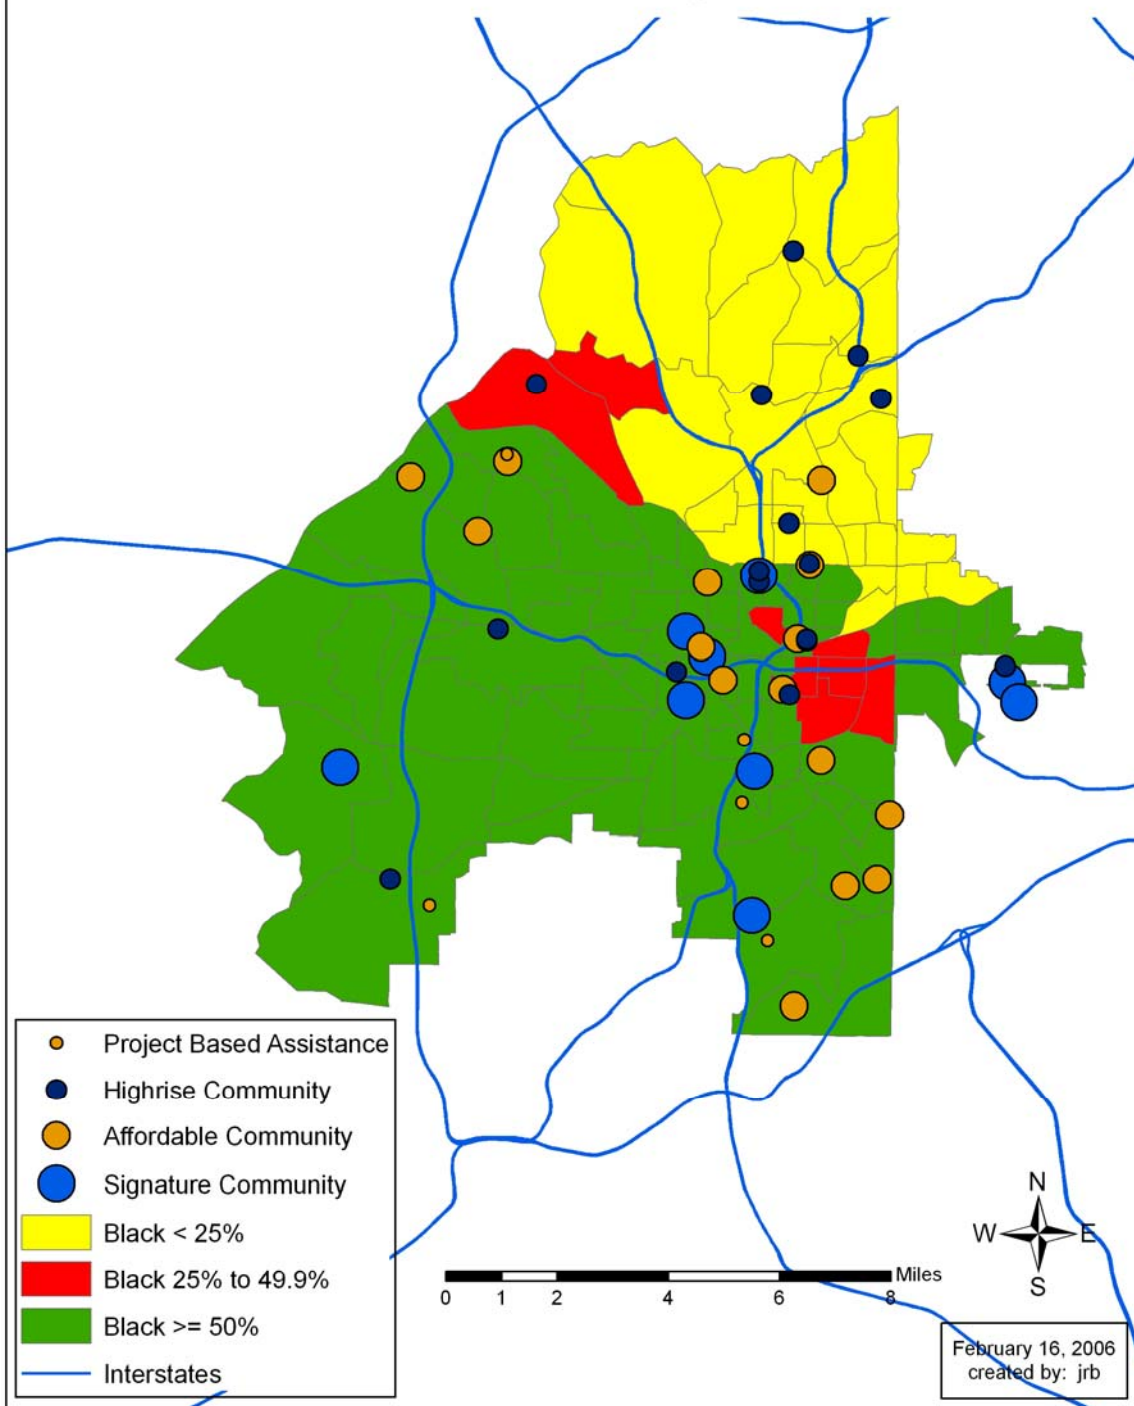 Project Based Assistance
Highrise Community
Affordable Community
Signature Community
Black < 25%
Black 25% to 49.9%
Black >= 50%
Interstates
N
W E
S
Miles
0 1 2 4 6 8
February 16, 2006
created by: jrb